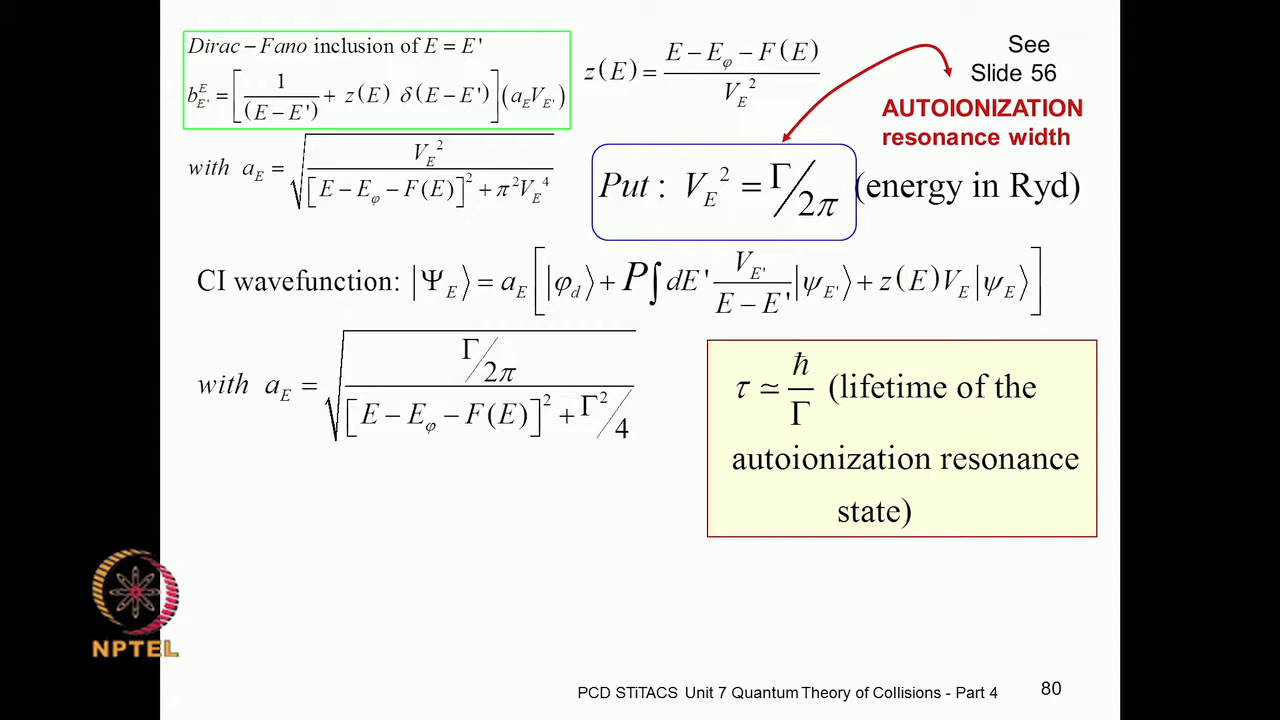 Dirac – Fano inclusion of E = E'
b_{E'}^{E} = [ 1/(E – E') + z(E) δ(E – E') ] (a_E V_{E'})
z(E) = (E – E_φ – F(E)) / V_E^2
See
Slide 56
AUTOIONIZATION
resonance width
with a_E = √( V_E^2 / ( [E – E_φ – F(E)]^2 + π^2 V_E^4 ) )
Put : V_E^2 = Γ/2π (energy in Ryd)
CI wavefunction: |Ψ_E⟩ = a_E [ |φ_d⟩ + P∫ dE' V_{E'}/(E – E') |ψ_{E'}⟩ + z(E) V_E |ψ_E⟩ ]
with a_E = √( (Γ/2π) / ( [E – E_φ – F(E)]^2 + Γ^2/4 ) )
τ ≃ ħ/Γ (lifetime of the
autoionization resonance
state)
NPTEL
PCD STiTACS Unit 7 Quantum Theory of Collisions - Part 4
80